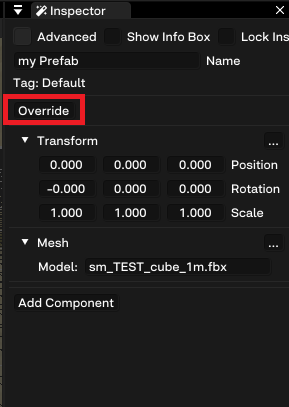 Inspector
Advanced Show Info Box Lock Ins
my Prefab Name
Tag: Default
Override
Transform ...
0.000 0.000 0.000 Position
-0.000 0.000 0.000 Rotation
1.000 1.000 1.000 Scale
Mesh ...
Model: sm_TEST_cube_1m.fbx
Add Component